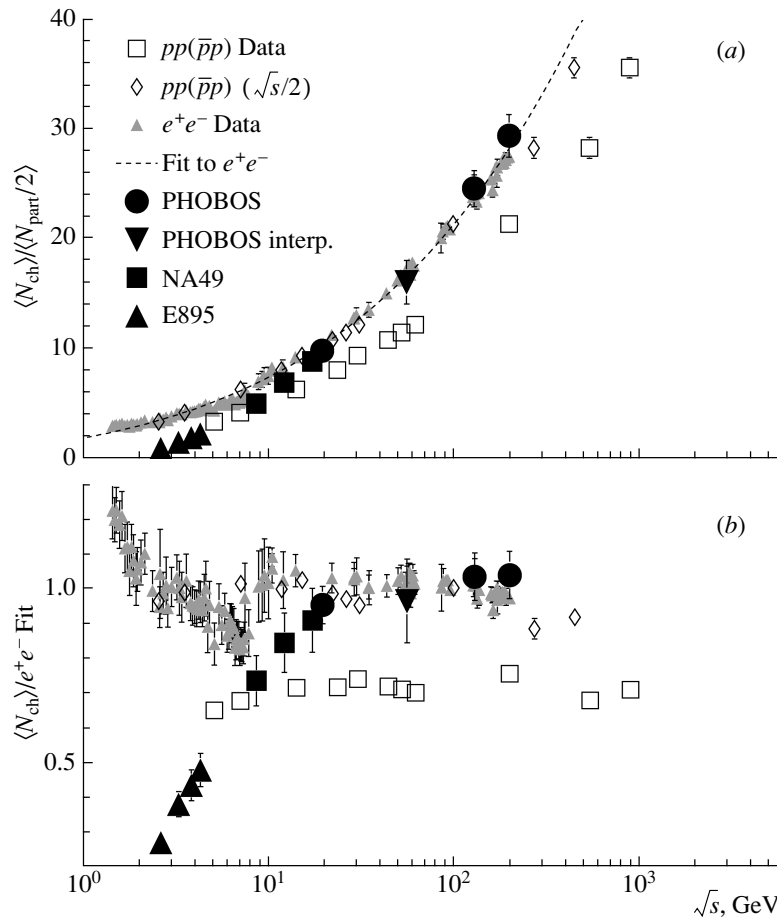 (a)
pp(p̅p) Data
pp(p̅p) (√s/2)
e⁺e⁻ Data
Fit to e⁺e⁻
PHOBOS
PHOBOS interp.
NA49
E895
40
30
20
10
0
⟨N_ch⟩/⟨N_part/2⟩
(b)
1.0
0.5
⟨N_ch⟩/e⁺e⁻ Fit
10⁰ 10¹ 10² 10³
√s, GeV